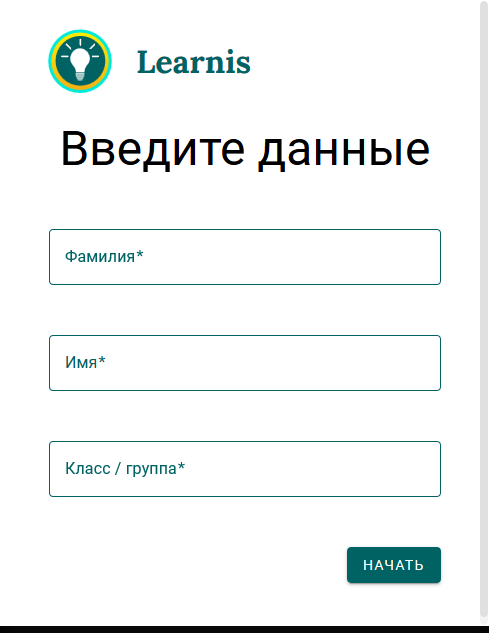 Learnis
Введите данные
Фамилия*
Имя*
Класс / группа*
НАЧАТЬ